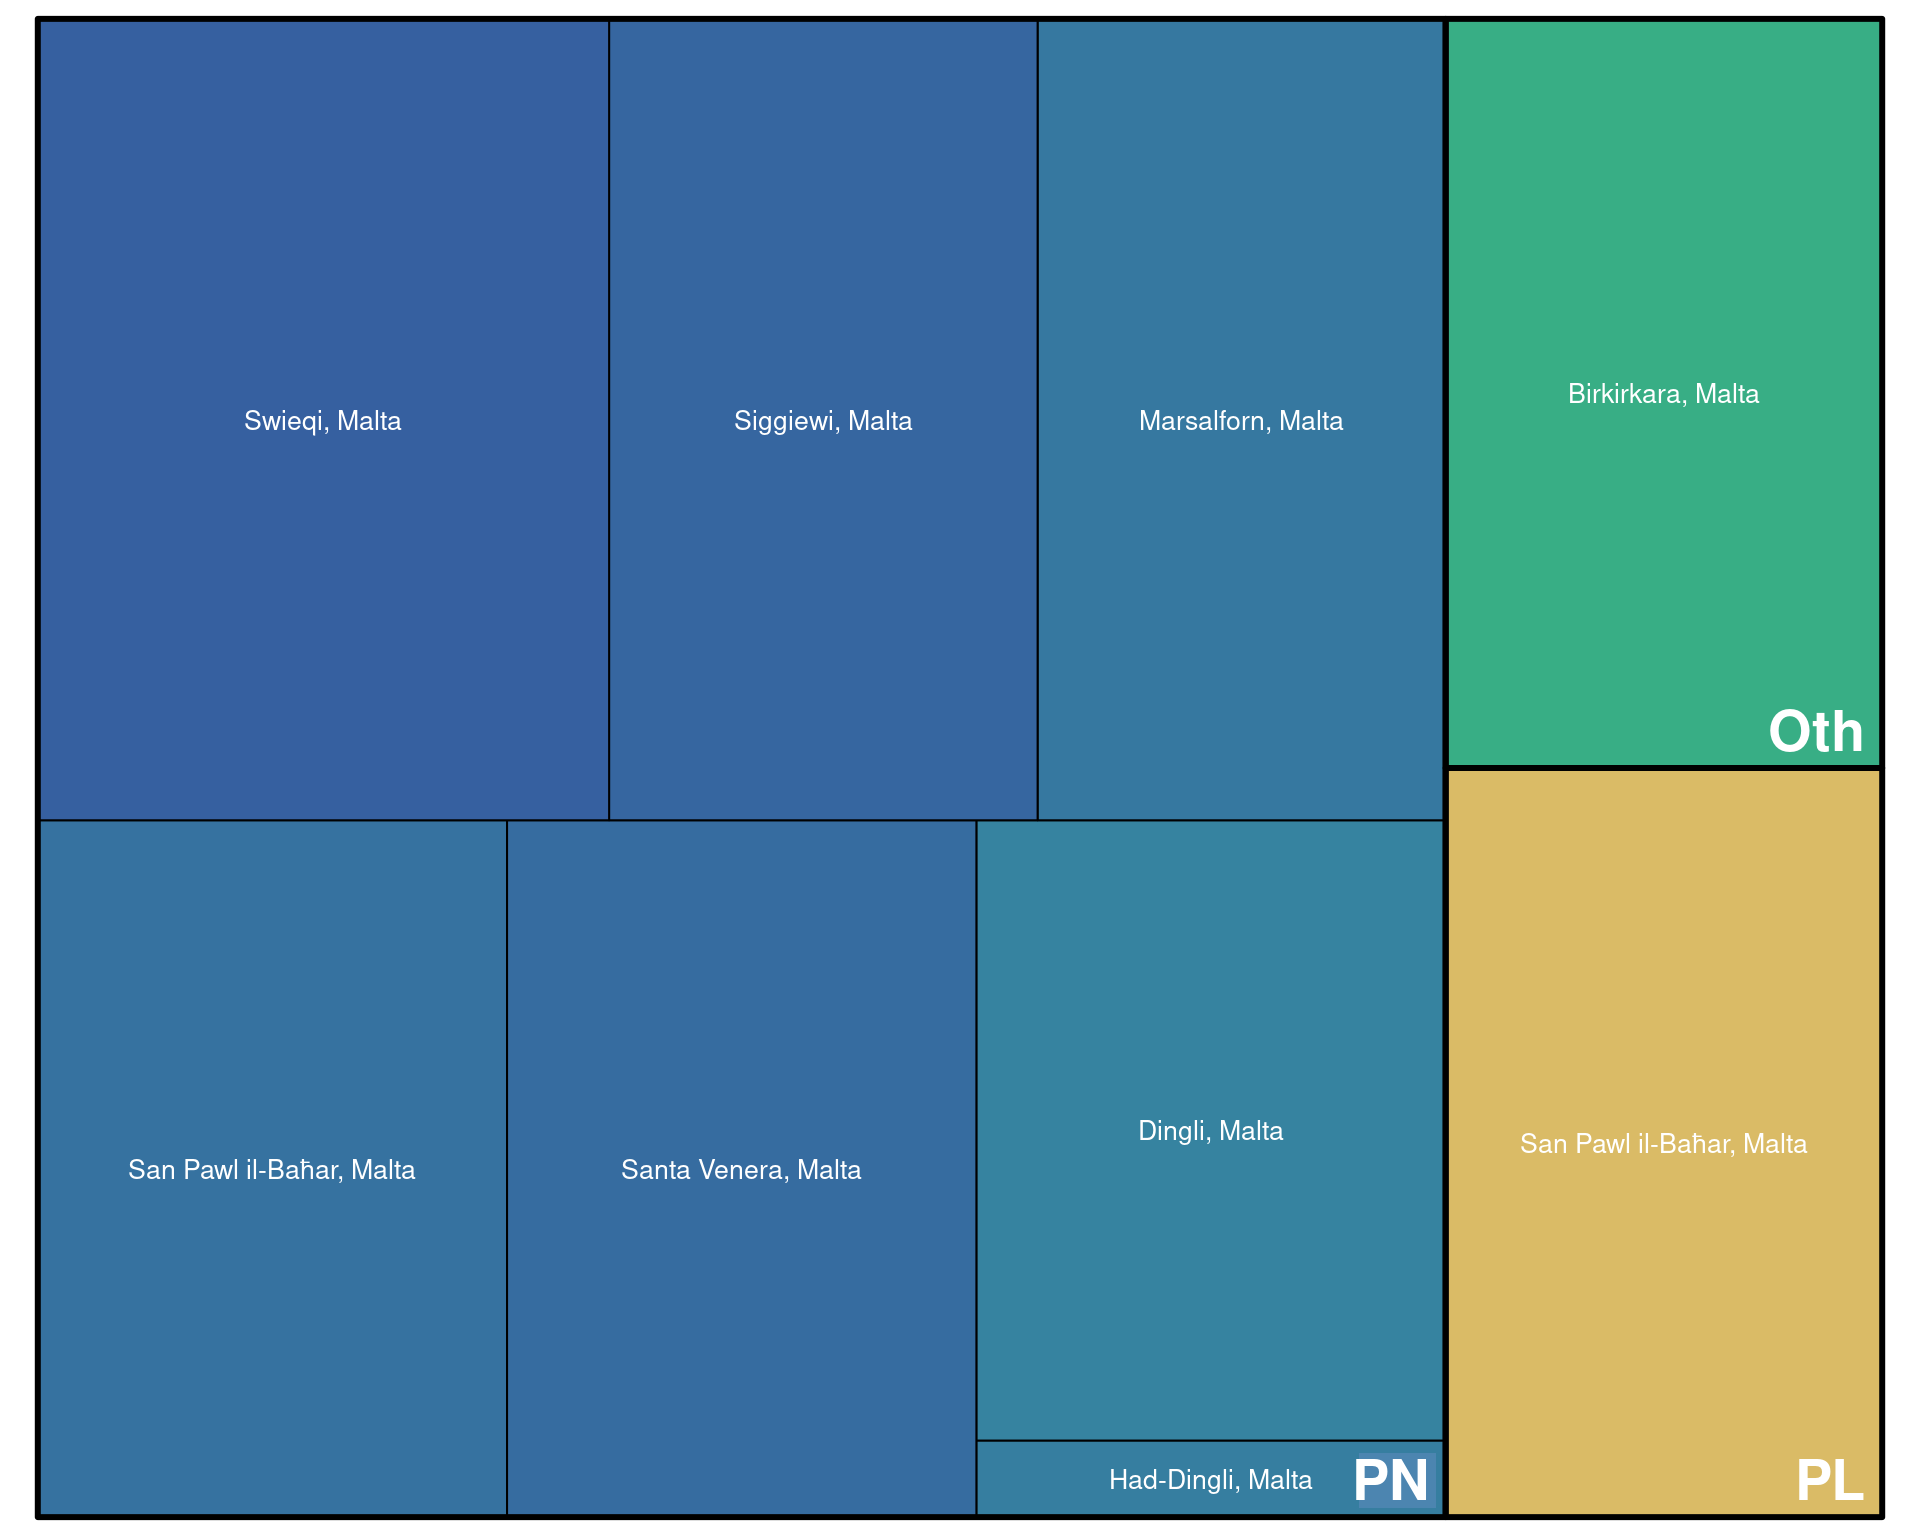 Swieqi, Malta
Siggiewi, Malta
Marsalforn, Malta
Birkirkara, Malta
Oth
San Pawl il-Baħar, Malta
Santa Venera, Malta
Dingli, Malta
San Pawl il-Baħar, Malta
Had-Dingli, Malta
PN
PL